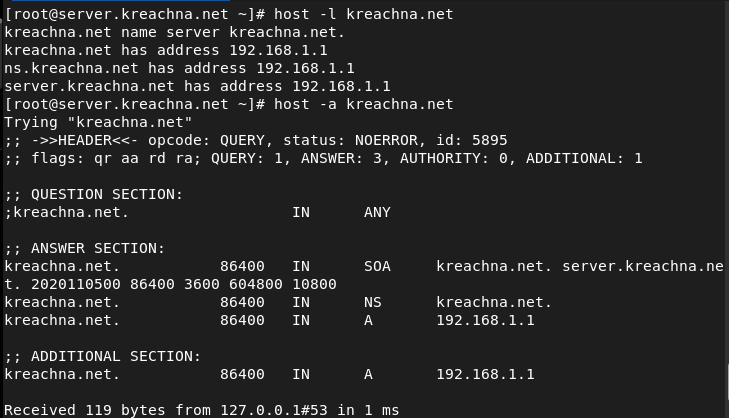 [root@server.kreachna.net ~]# host -l kreachna.net
kreachna.net name server kreachna.net.
kreachna.net has address 192.168.1.1
ns.kreachna.net has address 192.168.1.1
server.kreachna.net has address 192.168.1.1
[root@server.kreachna.net ~]# host -a kreachna.net
Trying "kreachna.net"
;; ->>HEADER<<- opcode: QUERY, status: NOERROR, id: 5895
;; flags: qr aa rd ra; QUERY: 1, ANSWER: 3, AUTHORITY: 0, ADDITIONAL: 1
;; QUESTION SECTION:
;kreachna.net. IN ANY
;; ANSWER SECTION:
kreachna.net. 86400 IN SOA kreachna.net. server.kreachna.ne
t. 2020110500 86400 3600 604800 10800
kreachna.net. 86400 IN NS kreachna.net.
kreachna.net. 86400 IN A 192.168.1.1
;; ADDITIONAL SECTION:
kreachna.net. 86400 IN A 192.168.1.1
Received 119 bytes from 127.0.0.1#53 in 1 ms